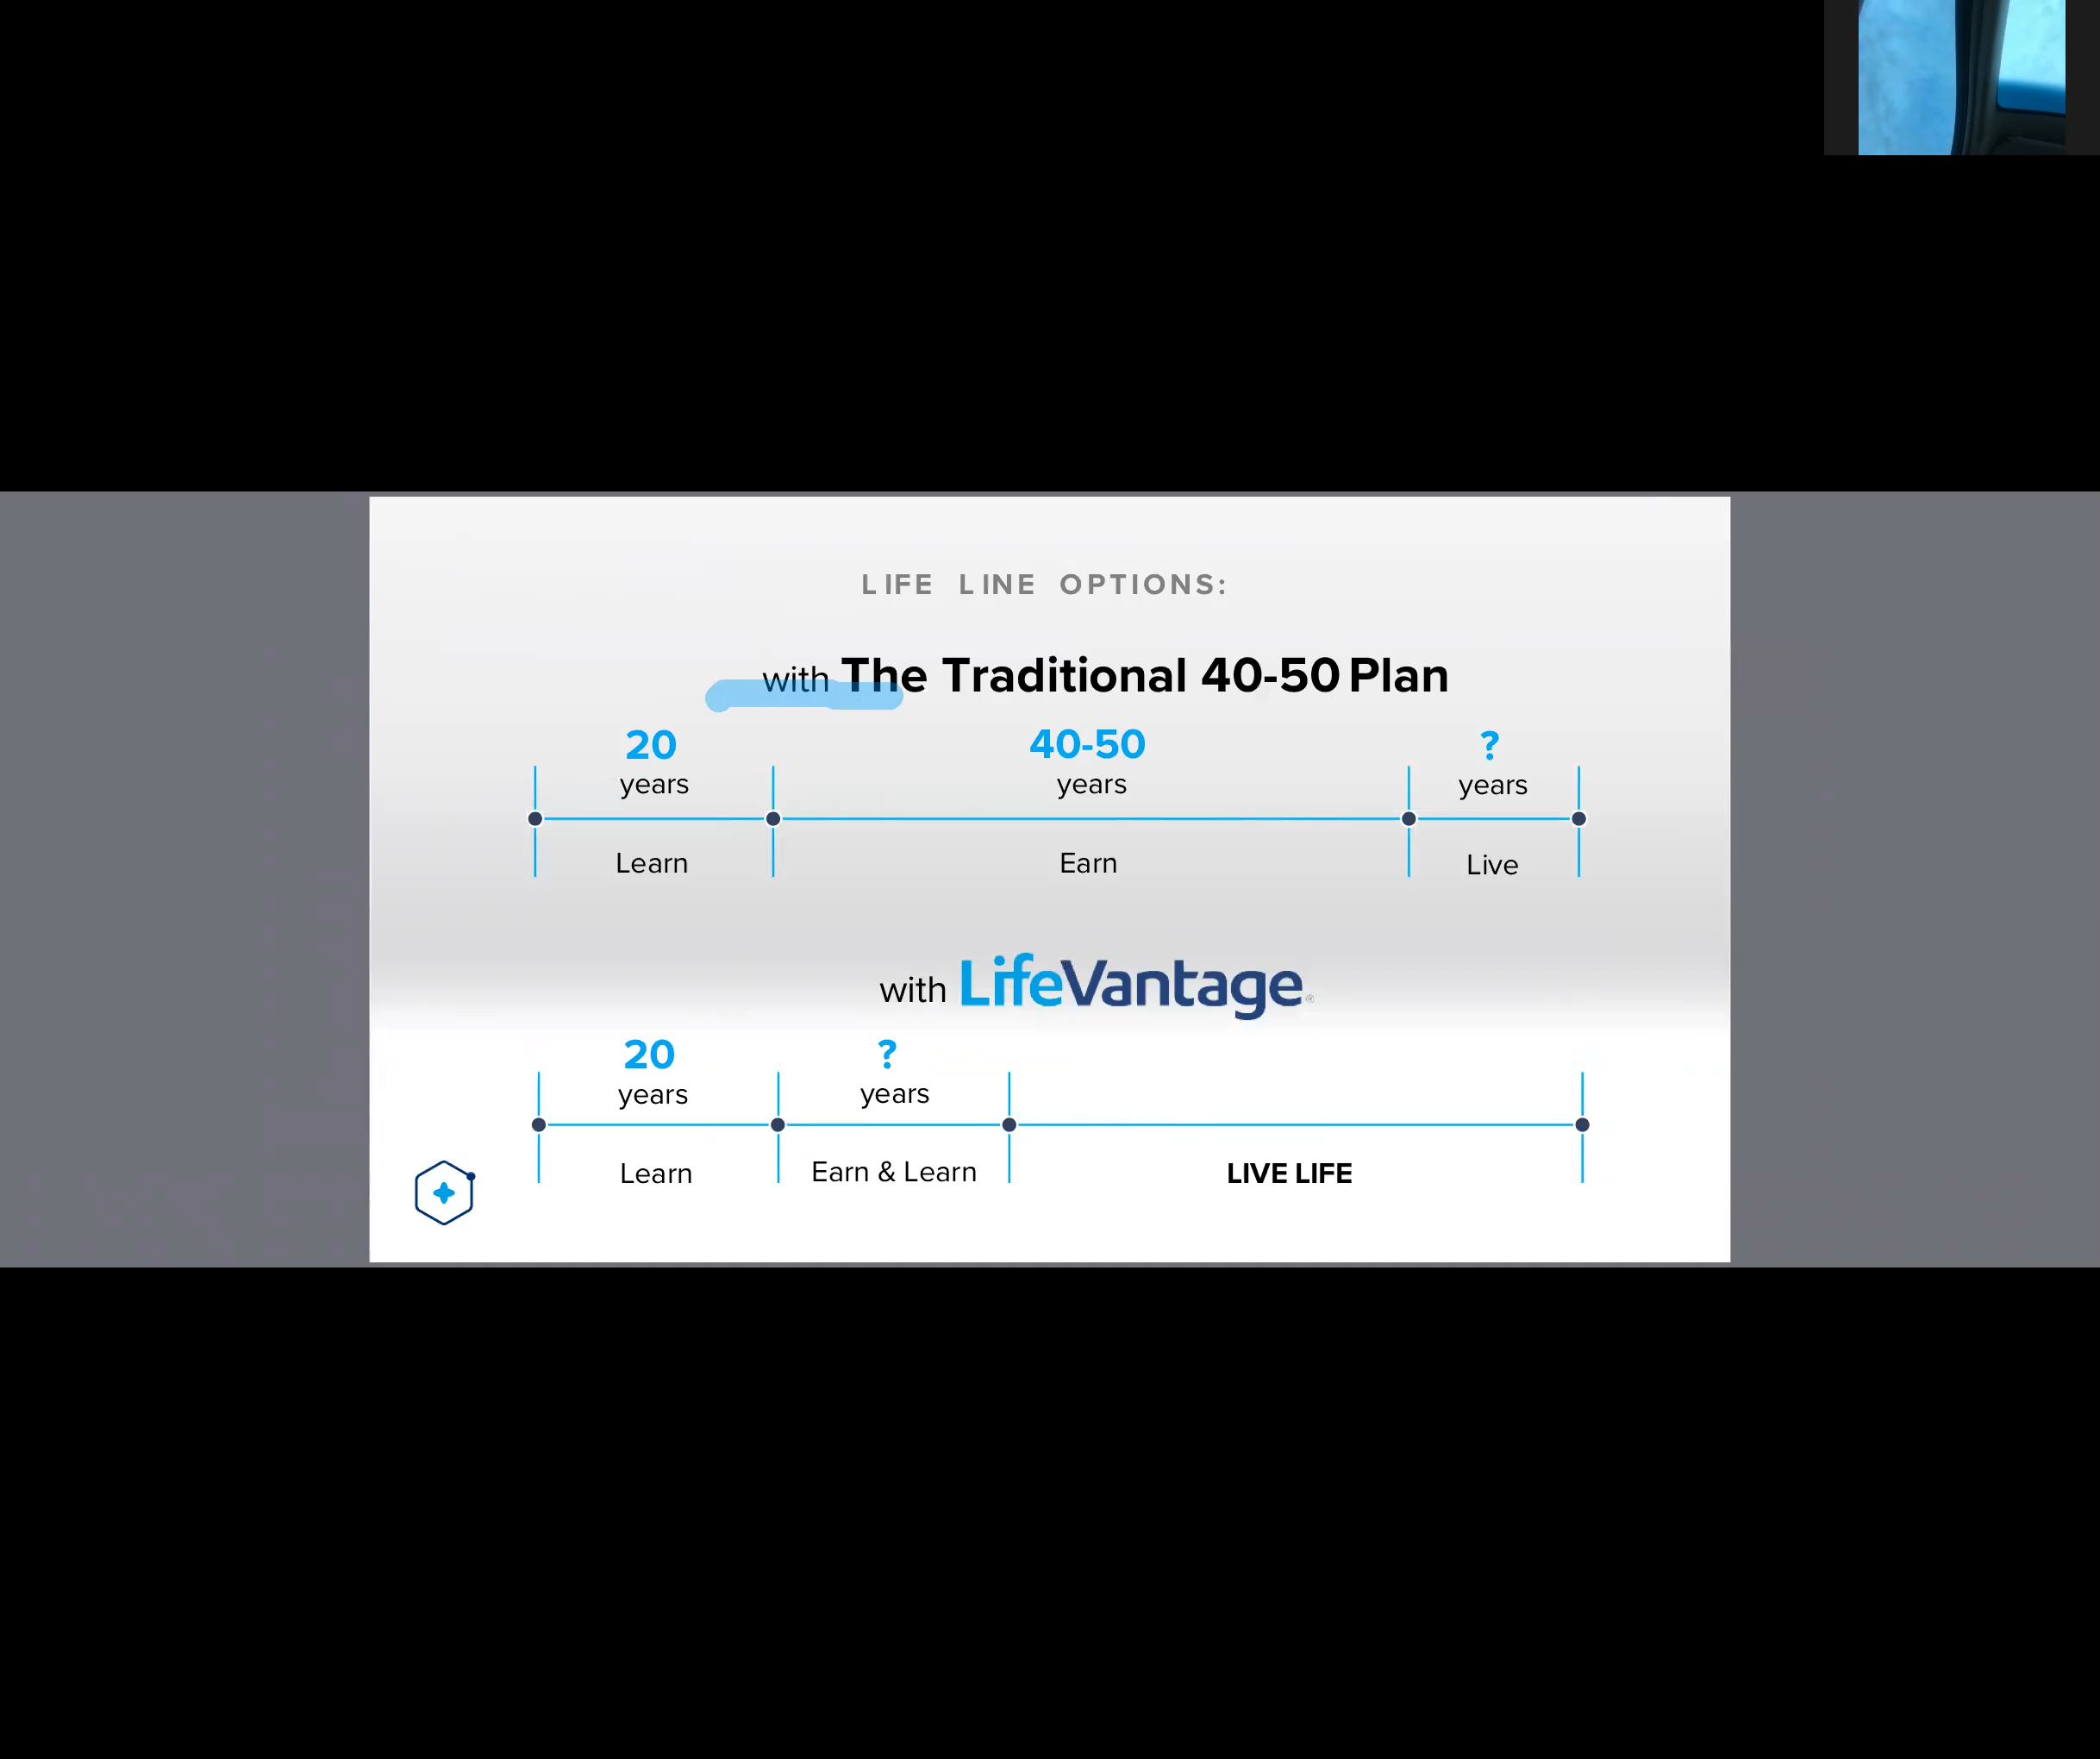 LIFE LINE OPTIONS:
with The Traditional 40-50 Plan
20 40-50 ?
years years years
Learn Earn Live
with LifeVantage®
20 ?
years years
Learn Earn & Learn LIVE LIFE